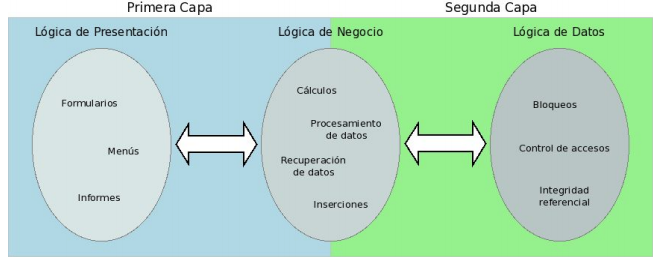 Primera Capa
Segunda Capa
Lógica de Presentación
Lógica de Negocio
Lógica de Datos
Formularios
Menús
Informes
Cálculos
Procesamiento
de datos
Recuperación
de datos
Inserciones
Bloqueos
Control de accesos
Integridad
referencial